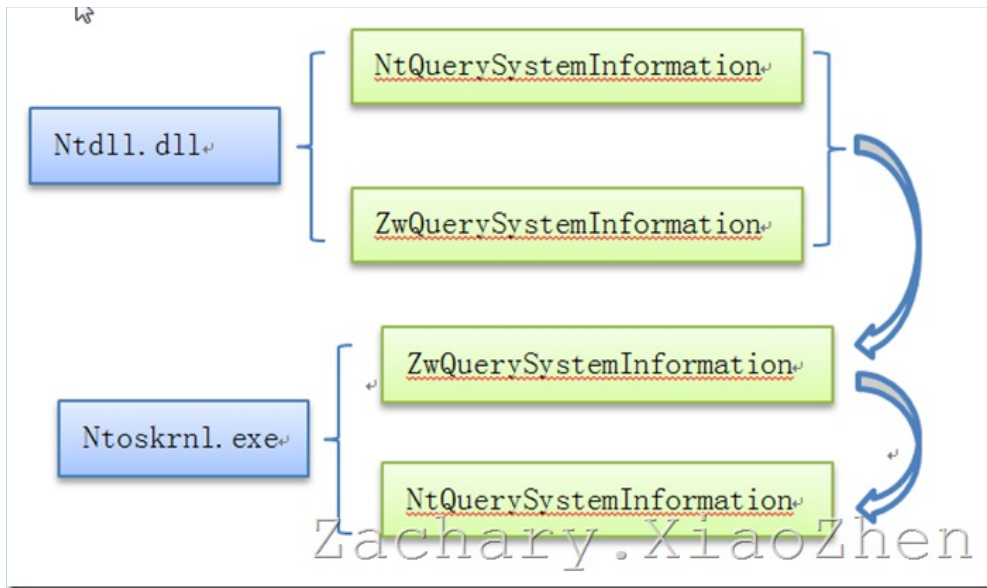 NtQuerySystemInformation
Ntdll.dll
ZwQuerySystemInformation
ZwQuerySystemInformation
Ntoskrnl.exe
NtQuerySystemInformation
Zachary.XiaoZhen